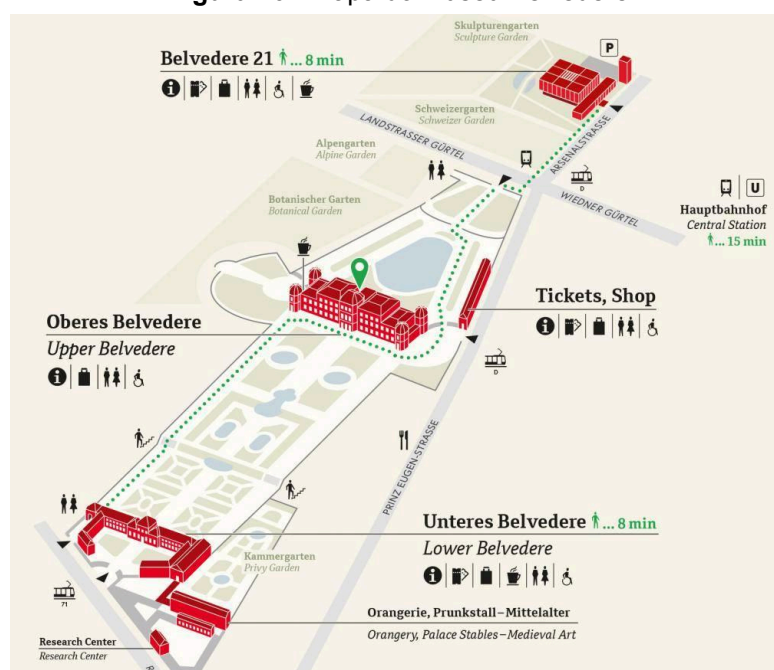 Skulpturengarten
Sculpture Garden
P
Belvedere 21 ... 8 min
i
Schweizergarten
Schweizer Garden
LANDSTRASSER GÜRTEL
ARSENALSTRASSE
Alpengarten
Alpine Garden
D
WIEDNER GÜRTEL
U
Hauptbahnhof
Central Station
... 15 min
Botanischer Garten
Botanical Garden
Tickets, Shop
i
Oberes Belvedere
Upper Belvedere
i
D
PRINZ EUGEN-STRASSE
Unteres Belvedere ... 8 min
Lower Belvedere
i
Kammergarten
Privy Garden
71
Orangerie, Prunkstall–Mittelalter
Orangery, Palace Stables–Medieval Art
Research Center
Research Center